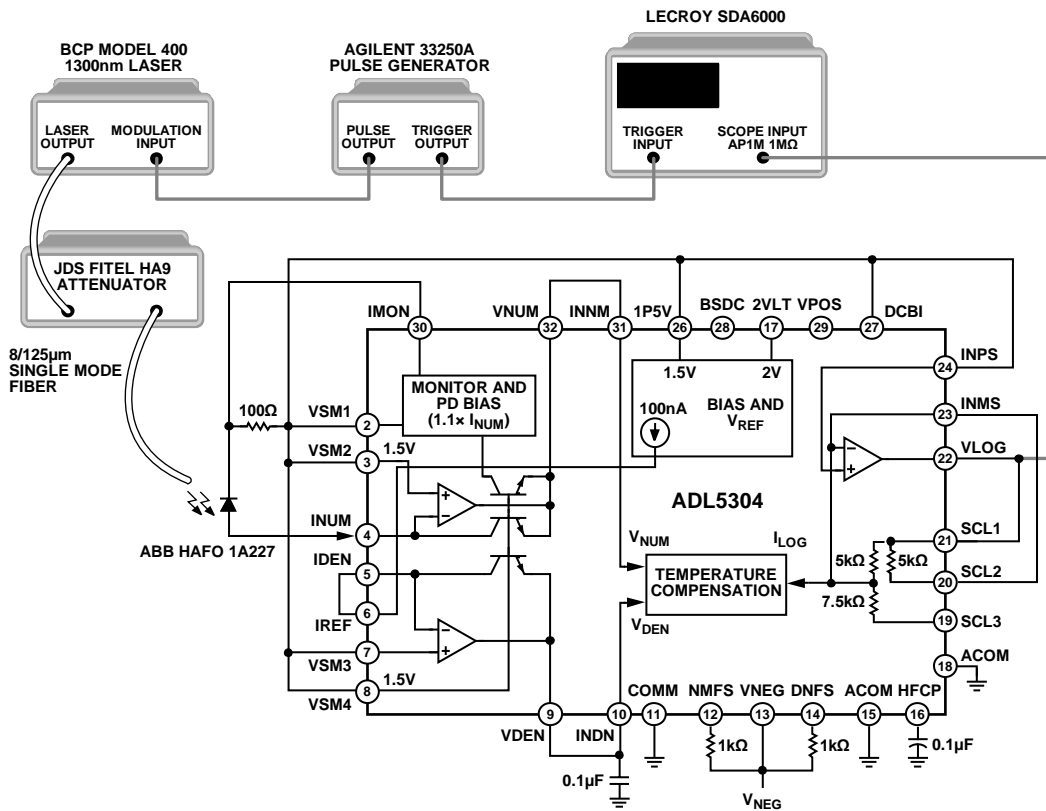 LECROY SDA6000
BCP MODEL 400
1300nm LASER
AGILENT 33250A
PULSE GENERATOR
LASER
OUTPUT
MODULATION
INPUT
PULSE
OUTPUT
TRIGGER
OUTPUT
TRIGGER
INPUT
SCOPE INPUT
AP1M 1MΩ
JDS FITEL HA9
ATTENUATOR
8/125µm
SINGLE MODE
FIBER
IMON
VNUM
INNM
1P5V
BSDC
2VLT
VPOS
DCBI
30
32
31
26
28
17
29
27
INPS
24
MONITOR AND
PD BIAS
(1.1× INUM)
1.5V
2V
100nA
BIAS AND
VREF
INMS
23
100Ω
VSM1
2
VSM2
3
1.5V
VLOG
22
ADL5304
INUM
4
ABB HAFO 1A227
IDEN
5
IREF
6
VSM3
7
1.5V
VSM4
8
VNUM
ILOG
TEMPERATURE
COMPENSATION
VDEN
SCL1
21
5kΩ
5kΩ
SCL2
20
7.5kΩ
SCL3
19
ACOM
18
COMM
NMFS
VNEG
DNFS
ACOM
HFCP
9
10
11
12
13
14
15
16
VDEN
INDN
1kΩ
1kΩ
0.1µF
0.1µF
VNEG